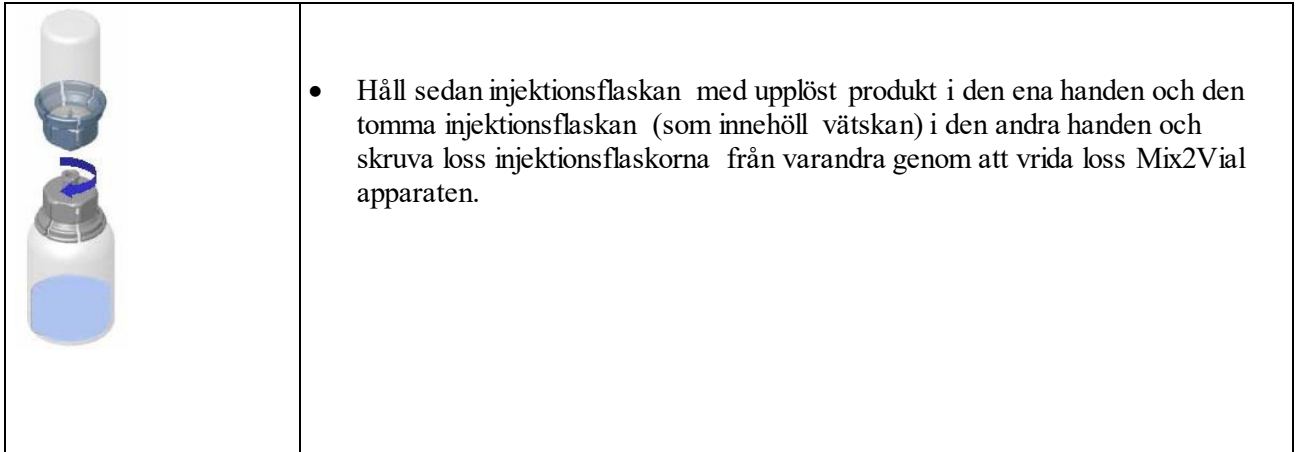 • Håll sedan injektionsflaskan med upplöst produkt i den ena handen och den
tomma injektionsflaskan (som innehöll vätskan) i den andra handen och
skruva loss injektionsflaskorna från varandra genom att vrida loss Mix2Vial
apparaten.